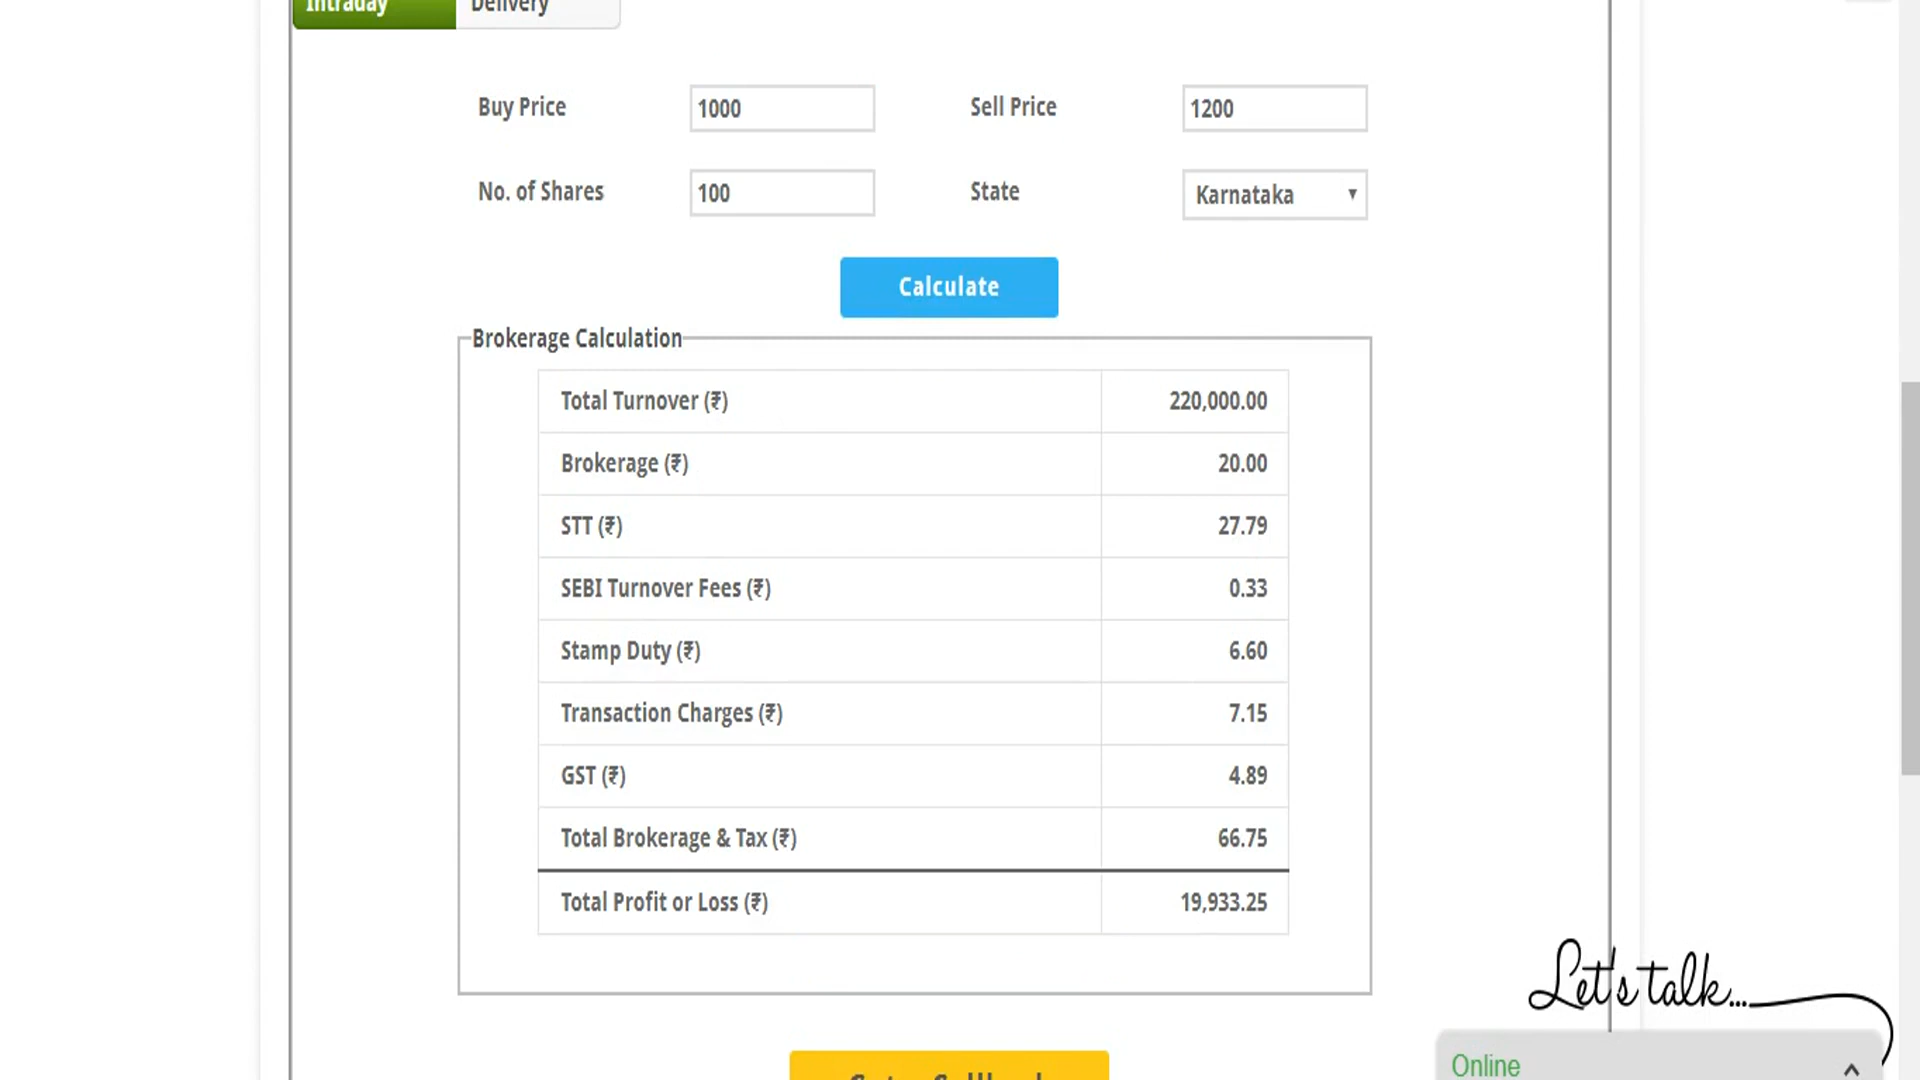 Intraday Delivery
Buy Price 1000 Sell Price 1200
No. of Shares 100 State Karnataka
Calculate
Brokerage Calculation
Total Turnover (₹) 220,000.00
Brokerage (₹) 20.00
STT (₹) 27.79
SEBI Turnover Fees (₹) 0.33
Stamp Duty (₹) 6.60
Transaction Charges (₹) 7.15
GST (₹) 4.89
Total Brokerage & Tax (₹) 66.75
Total Profit or Loss (₹) 19,933.25
Let's talk...
Online